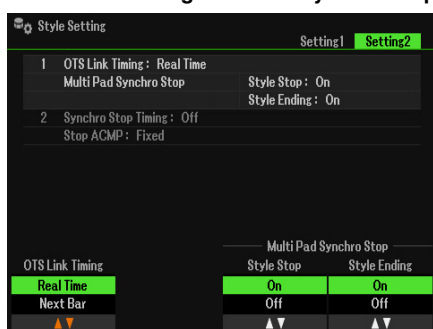 Style Setting
Setting1 Setting2
1 OTS Link Timing : Real Time
Multi Pad Synchro Stop Style Stop : On
Style Ending : On
2 Synchro Stop Timing : Off
Stop ACMP : Fixed
Multi Pad Synchro Stop
OTS Link Timing Style Stop Style Ending
Real Time On On
Next Bar Off Off